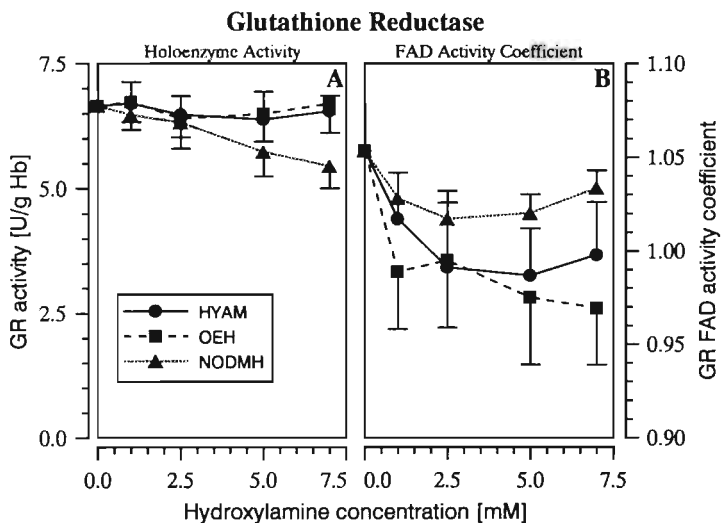 Glutathione Reductase
Holoenzyme Activity
FAD Activity Coefficient
A
B
7.5
5.0
2.5
0.0
GR activity [U/g Hb]
HYAM
OEH
NODMH
1.10
1.05
1.00
0.95
0.90
GR FAD activity coefficient
0.0 2.5 5.0 7.5
0.0 2.5 5.0 7.5
Hydroxylamine concentration [mM]